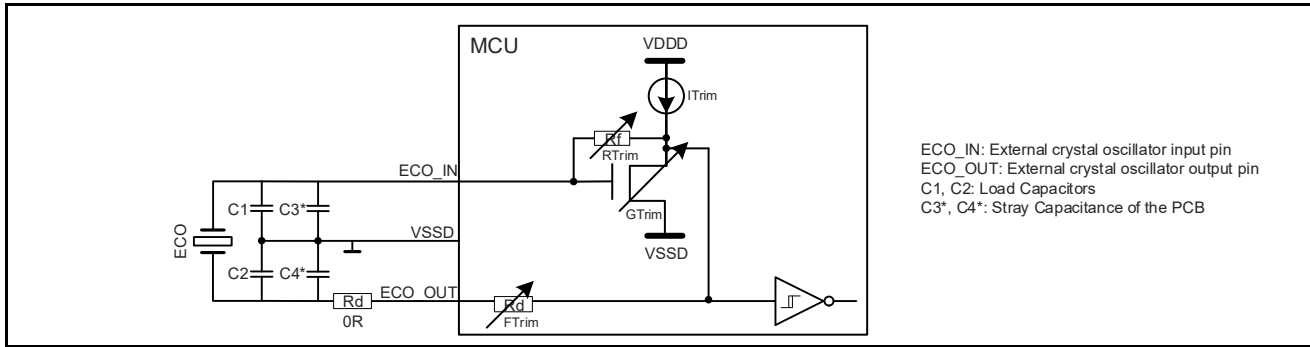 MCU
VDDD
ITrim
Rf
RTrim
ECO_IN
GTrim
C1
C3*
VSSD
VSSD
ECO
C2
C4*
Rd
0R
ECO_OUT
Rd
FTrim
ECO_IN: External crystal oscillator input pin
ECO_OUT: External crystal oscillator output pin
C1, C2: Load Capacitors
C3*, C4*: Stray Capacitance of the PCB